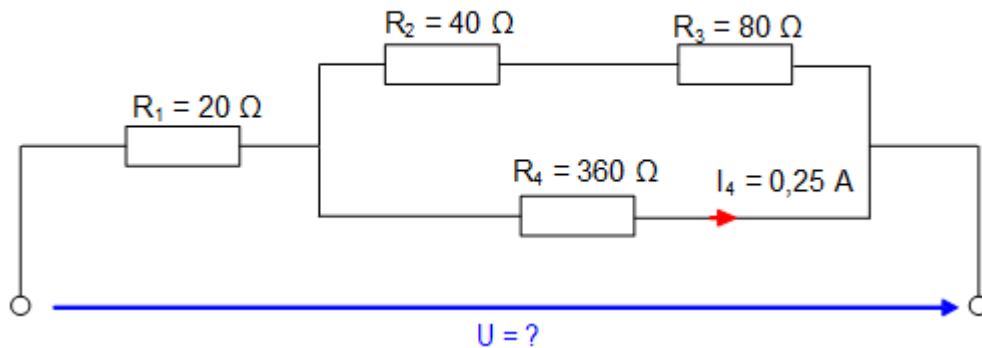 R₂ = 40 Ω
R₃ = 80 Ω
R₁ = 20 Ω
R₄ = 360 Ω
I₄ = 0,25 A
U = ?